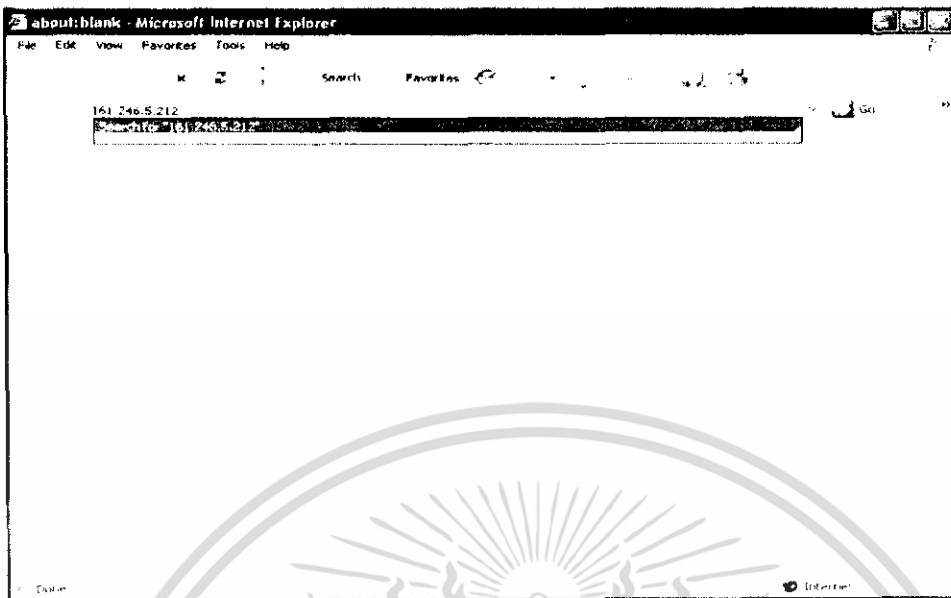 about:blank - Microsoft Internet Explorer
File Edit View Favorites Tools Help
Search Favorites
161.246.5.212 Go
Search for "161.246.5.212"
Done Internet